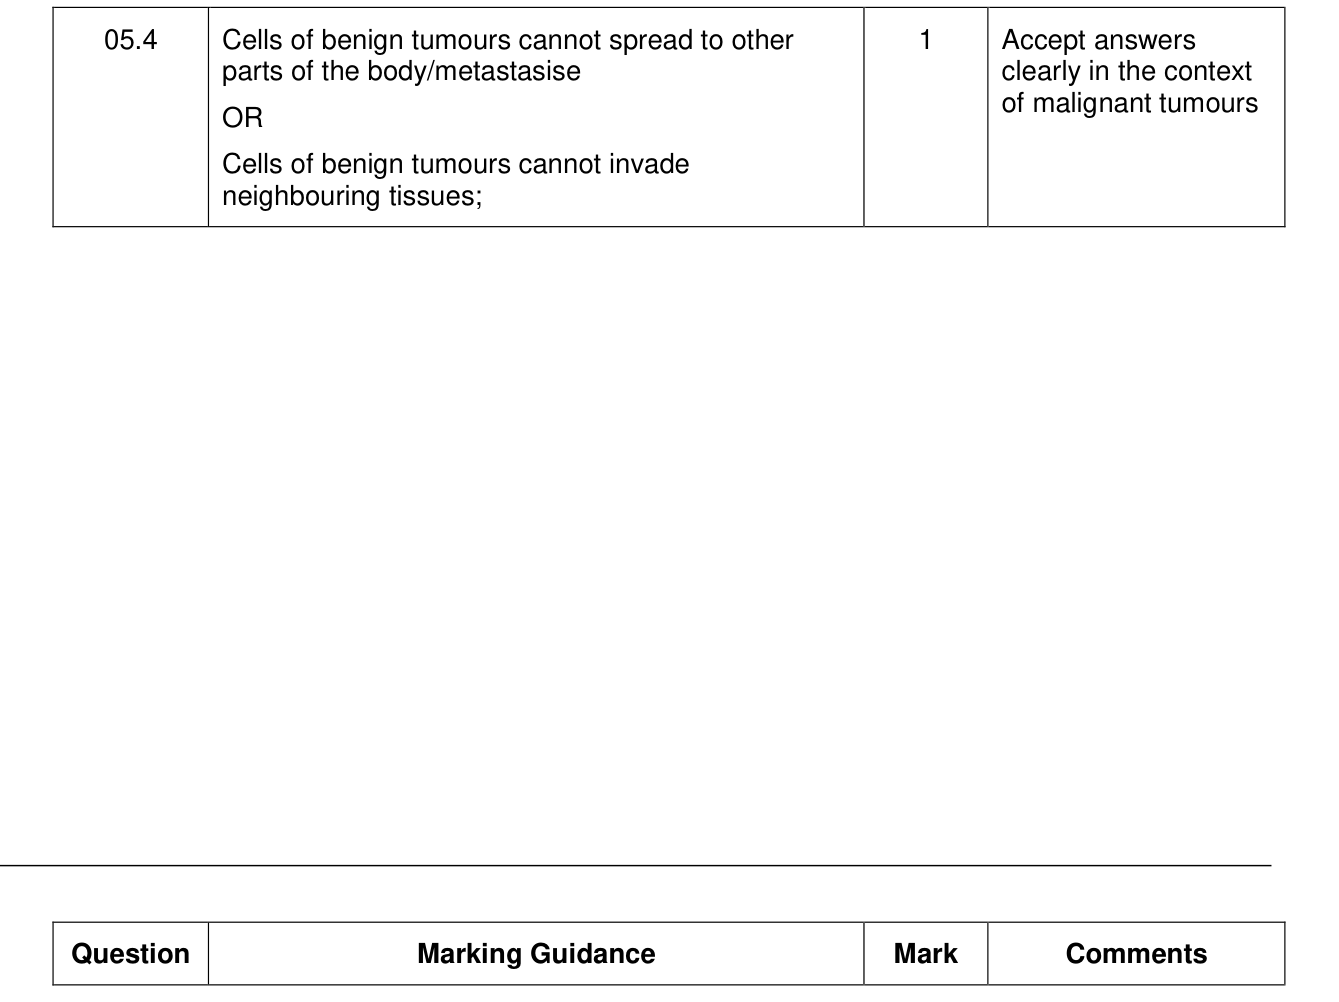 05.4
Cells of benign tumours cannot spread to other
parts of the body/metastasise
OR
Cells of benign tumours cannot invade
neighbouring tissues;
1
Accept answers
clearly in the context
of malignant tumours
Question
Marking Guidance
Mark
Comments